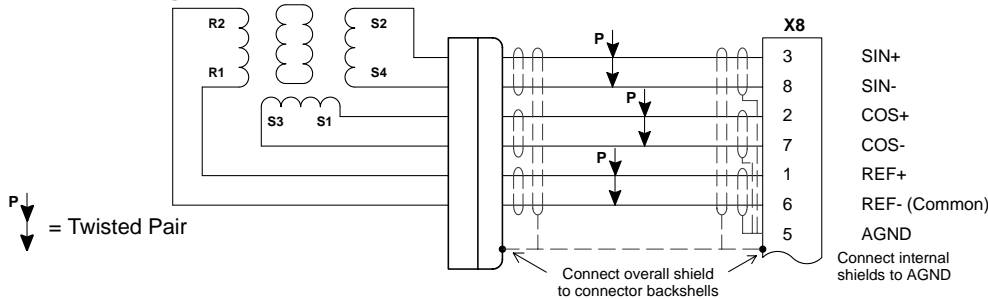 X8
R2
S2
P
3 SIN+
R1
S4
8 SIN-
P
2 COS+
S3 S1
7 COS-
P
1 REF+
P
6 REF- (Common)
= Twisted Pair
5 AGND
Connect overall shield
to connector backshells
Connect internal
shields to AGND